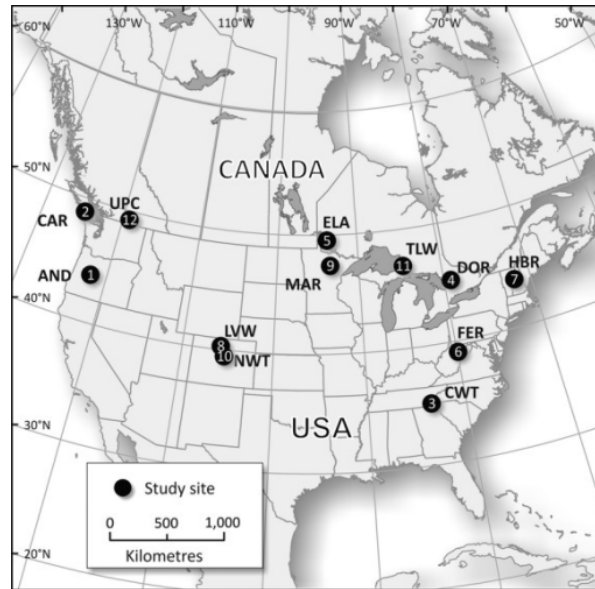 60°N
130°W
110°W
90°W
70°W
50°W
50°N
CANADA
CAR
2
UPC
12
ELA
5
TLW
11
DOR
4
HBR
7
AND
1
MAR
9
40°N
LVW
8
10
NWT
FER
6
CWT
3
USA
30°N
Study site
0 500 1,000
Kilometres
20°N